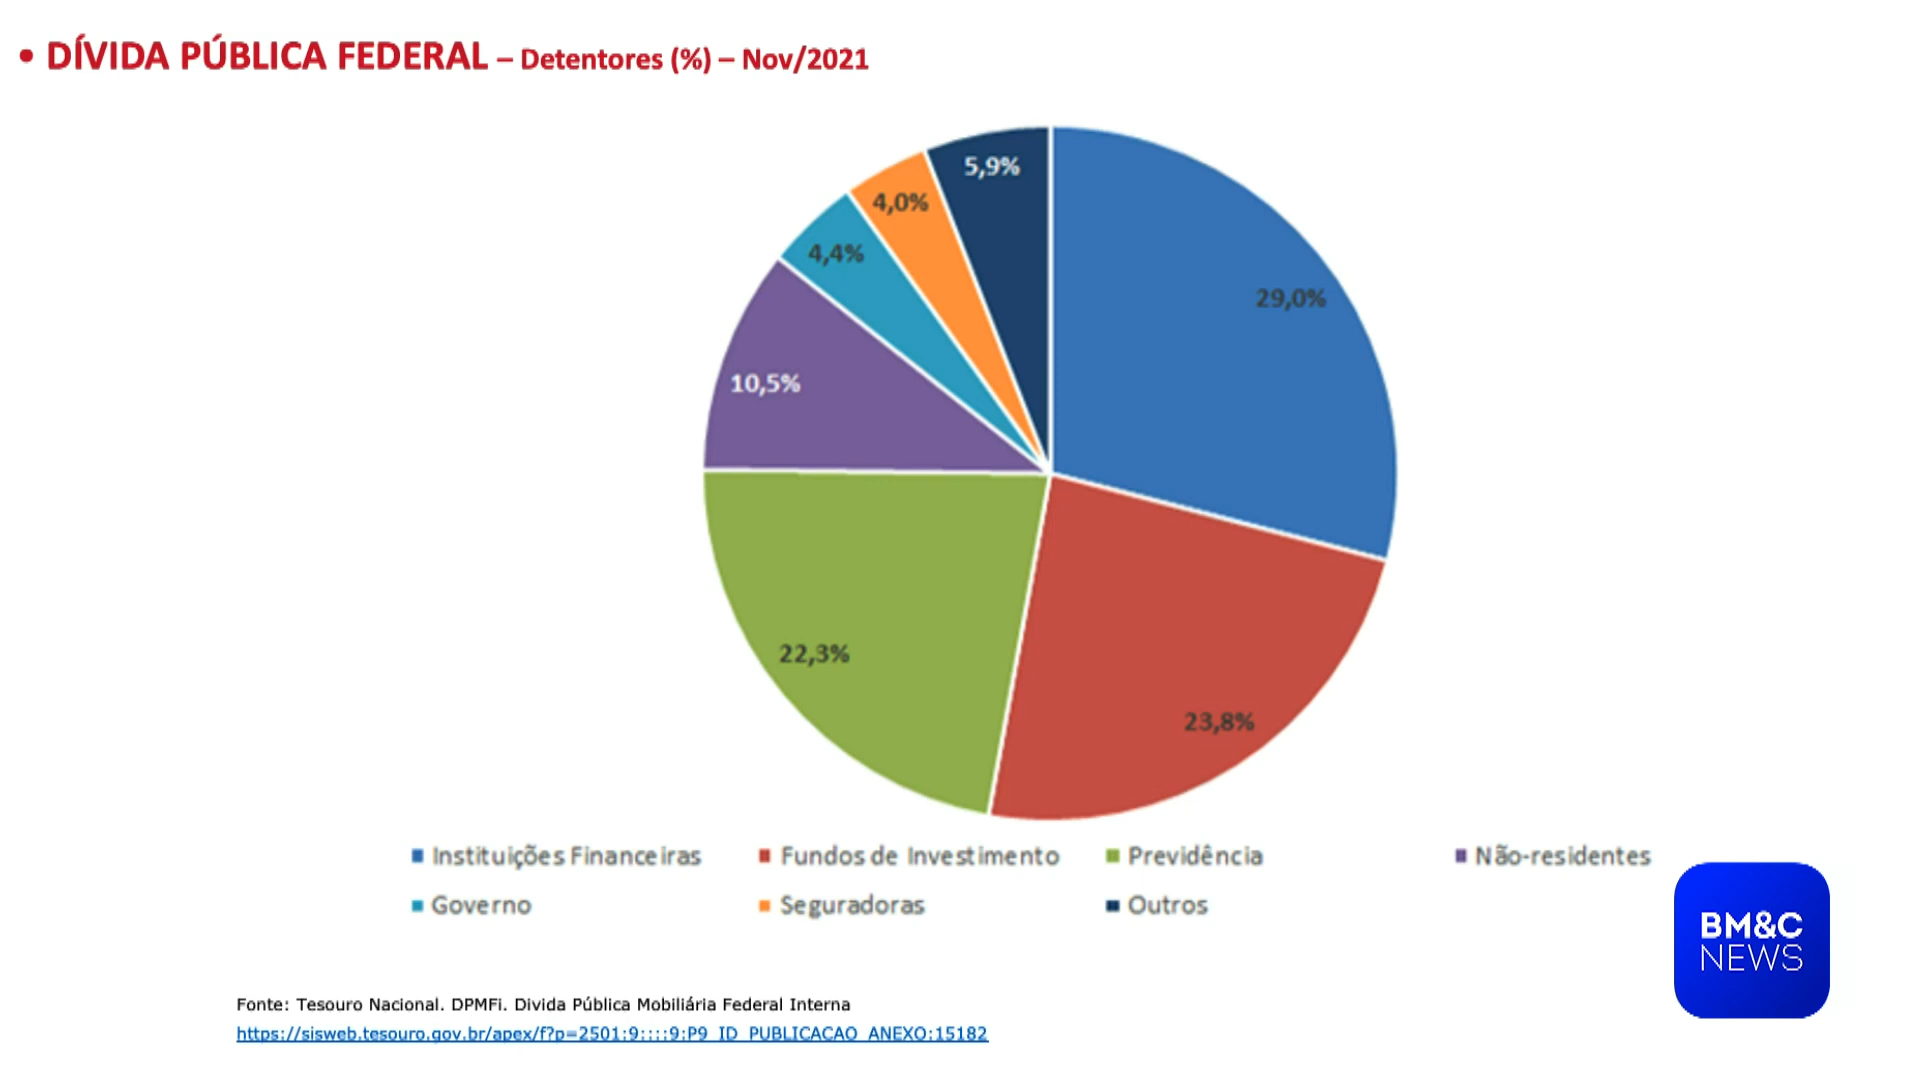 • DÍVIDA PÚBLICA FEDERAL – Detentores (%) – Nov/2021
5,9%
4,0%
4,4%
29,0%
10,5%
22,3%
23,8%
Instituições Financeiras
Fundos de Investimento
Previdência
Não-residentes
Governo
Seguradoras
Outros
BM&C
NEWS
Fonte: Tesouro Nacional. DPMFi. Divida Pública Mobiliária Federal Interna
https://sisweb.tesouro.gov.br/apex/f?p=2501:9::::9:P9_ID_PUBLICACAO_ANEXO:15182